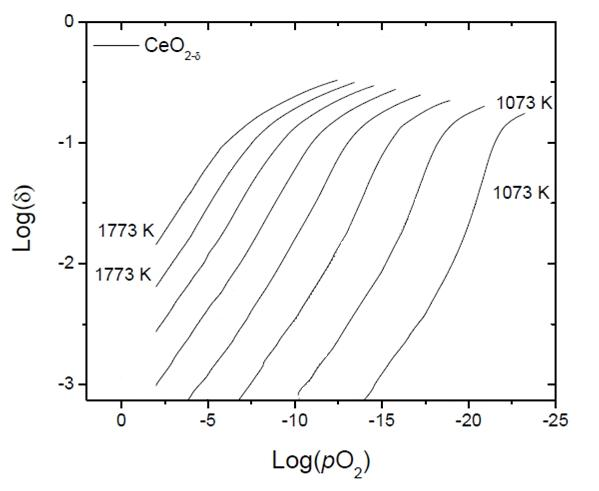 0
CeO2-δ
1073 K
-1
1073 K
Log(δ)
1773 K
-2
1773 K
-3
0 -5 -10 -15 -20 -25
Log(pO2)